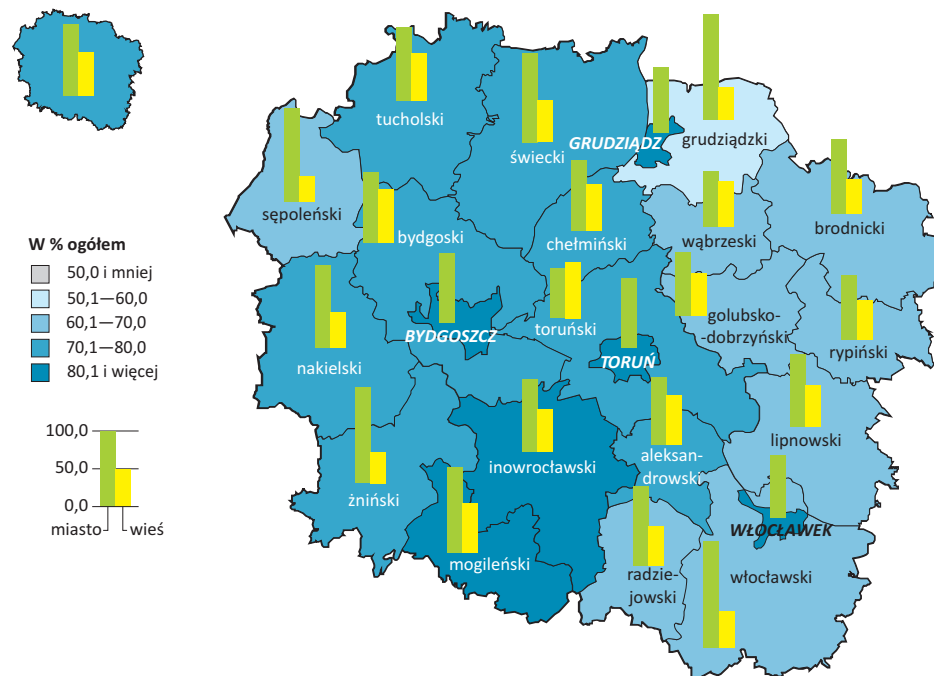 tucholski
świecki
GRUDZIĄDZ
grudziądzki
sępoleński
bydgoski
chełmiński
wąbrzeski
brodnicki
W % ogółem
50,0 i mniej
50,1—60,0
60,1—70,0
70,1—80,0
80,1 i więcej
BYDGOSZCZ
toruński
TORUŃ
golubsko-
-dobrzyński
rypiński
nakielski
lipnowski
100,0
50,0
0,0
miasto
wieś
żniński
inowrocławski
aleksan-
drowski
mogileński
radzie-
jowski
WŁOCŁAWEK
włocławski